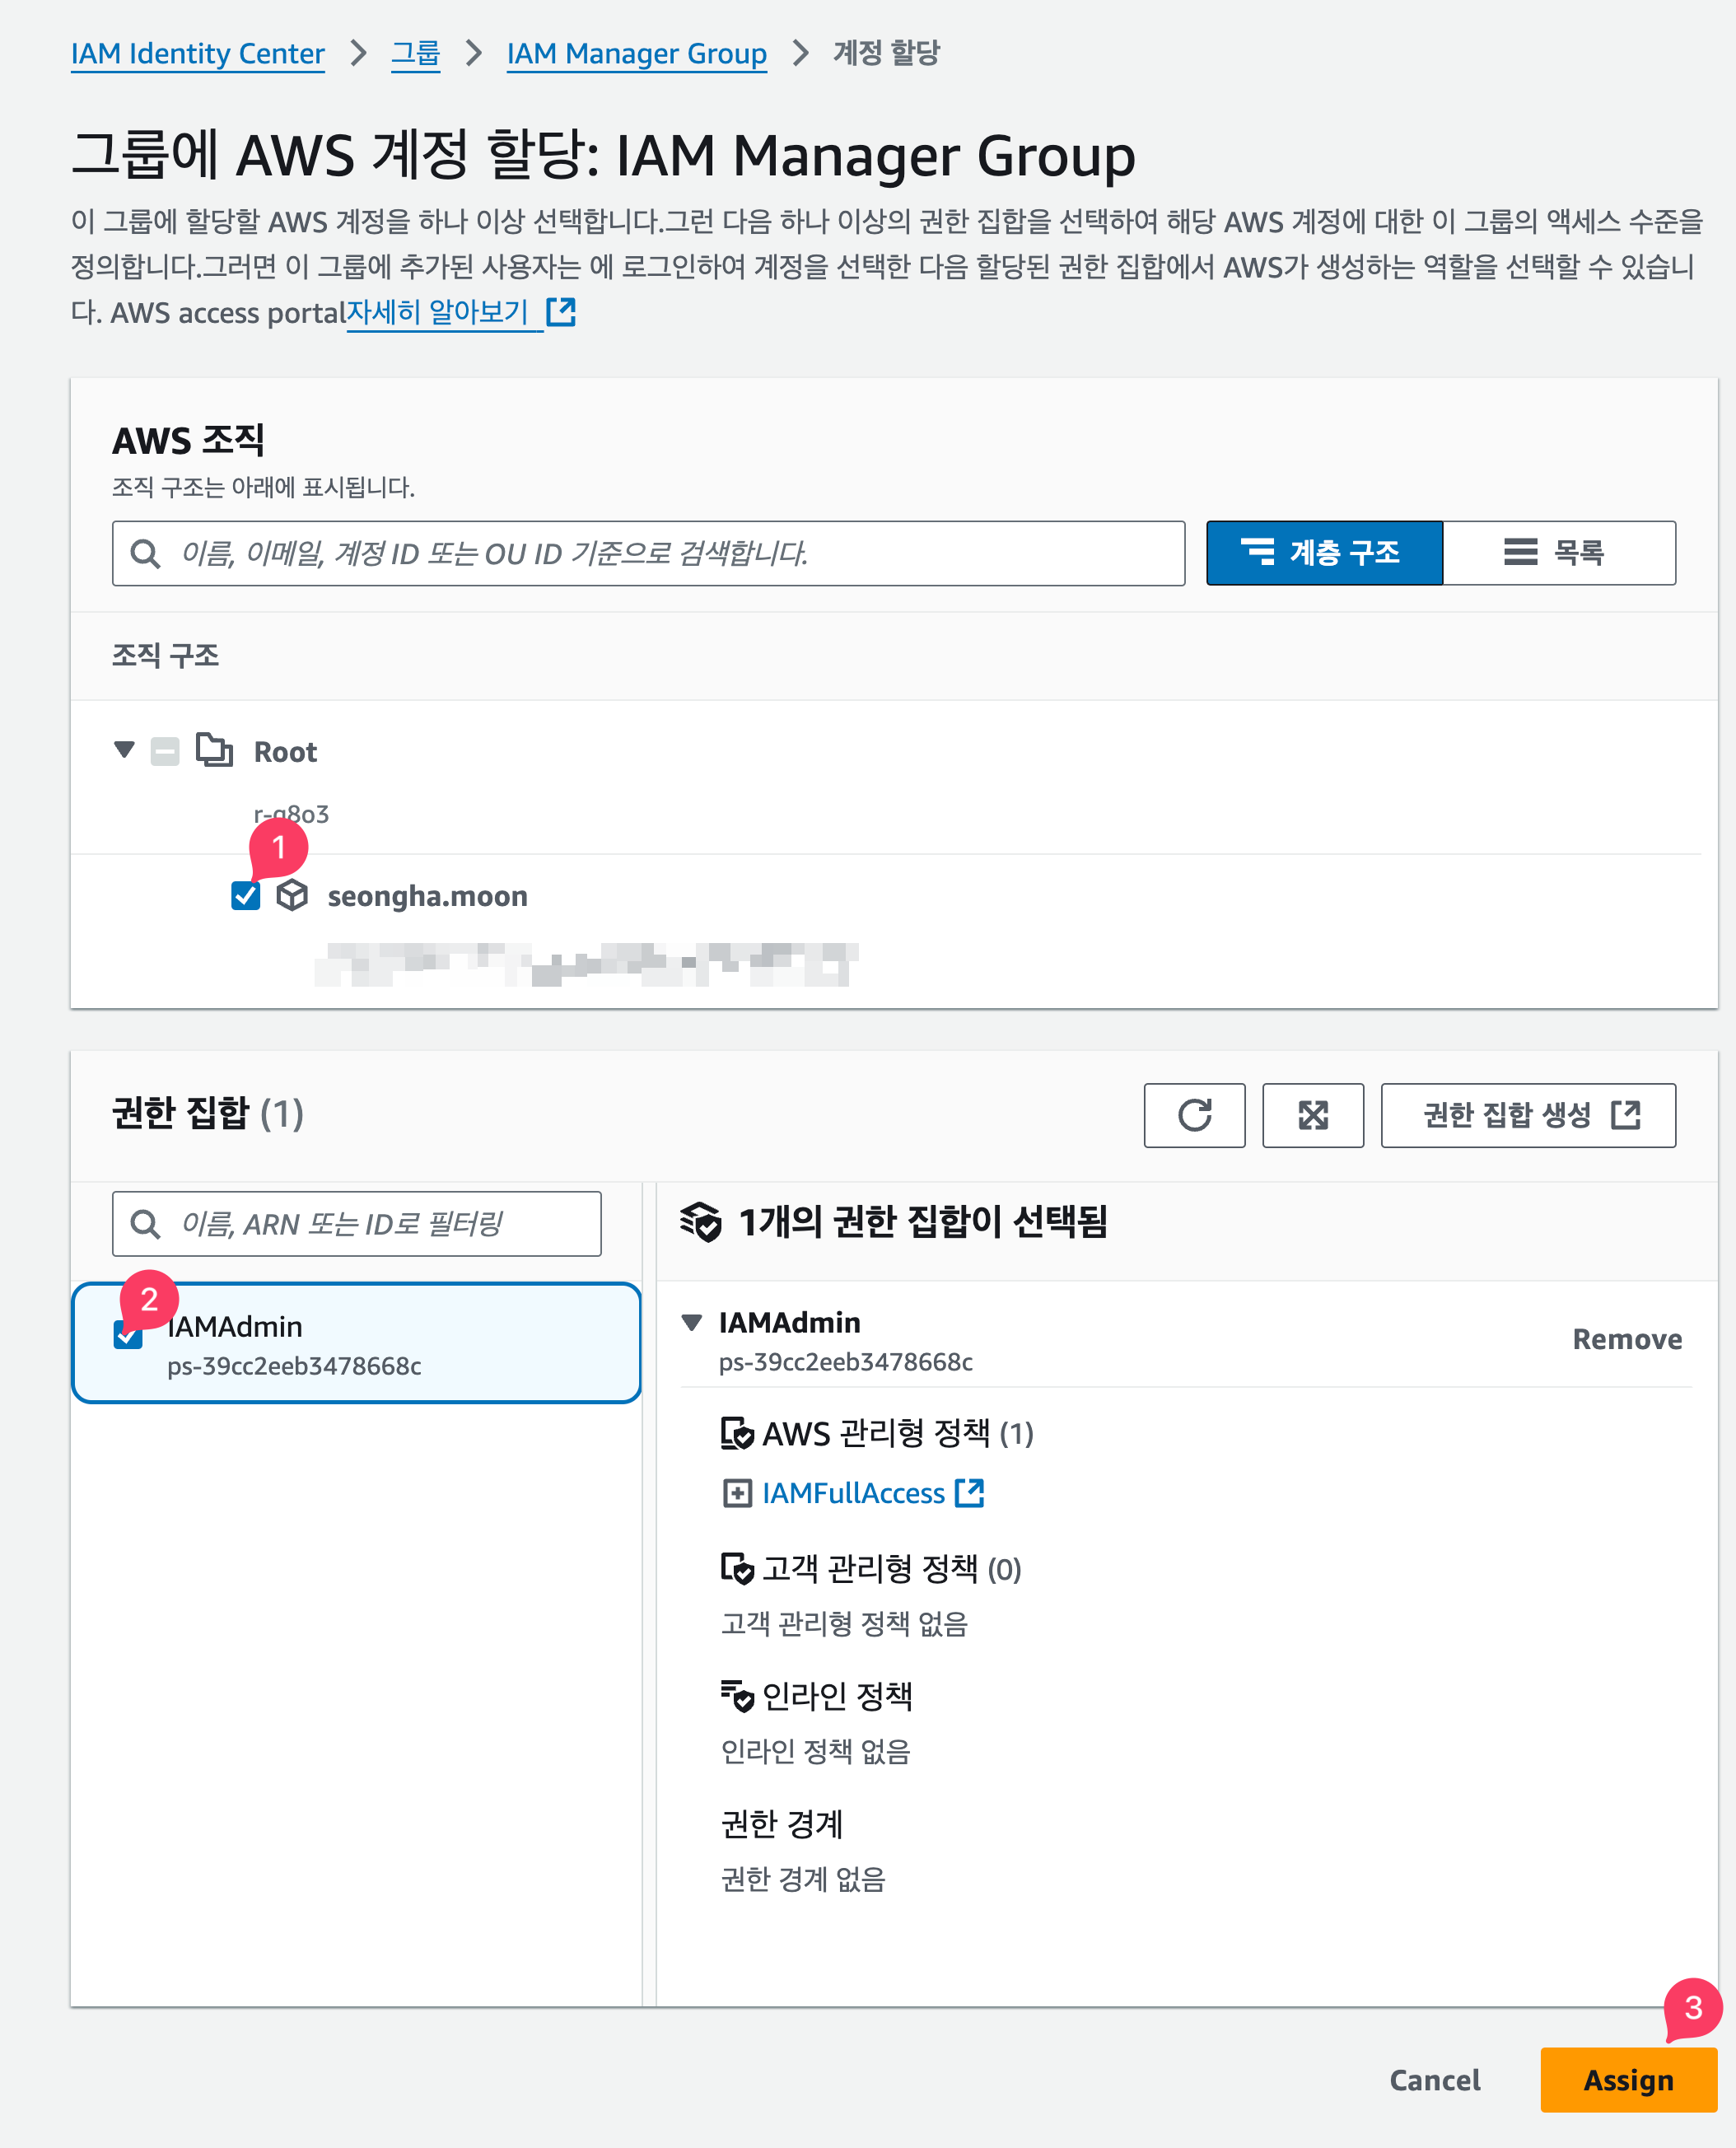 IAM Identity Center > 그룹 > IAM Manager Group > 계정 할당
그룹에 AWS 계정 할당: IAM Manager Group
이 그룹에 할당할 AWS 계정을 하나 이상 선택합니다.그런 다음 하나 이상의 권한 집합을 선택하여 해당 AWS 계정에 대한 이 그룹의 액세스 수준을
정의합니다.그러면 이 그룹에 추가된 사용자는 에 로그인하여 계정을 선택한 다음 할당된 권한 집합에서 AWS가 생성하는 역할을 선택할 수 있습니
다. AWS access portal자세히 알아보기
AWS 조직
조직 구조는 아래에 표시됩니다.
이름, 이메일, 계정 ID 또는 OU ID 기준으로 검색합니다.
계층 구조
목록
조직 구조
Root
1
seongha.moon
권한 집합 (1)
권한 집합 생성
이름, ARN 또는 ID로 필터링
1개의 권한 집합이 선택됨
2
IAMAdmin
ps-39cc2eeb3478668c
IAMAdmin
ps-39cc2eeb3478668c
Remove
AWS 관리형 정책 (1)
IAMFullAccess
고객 관리형 정책 (0)
고객 관리형 정책 없음
인라인 정책
인라인 정책 없음
권한 경계
권한 경계 없음
3
Cancel
Assign